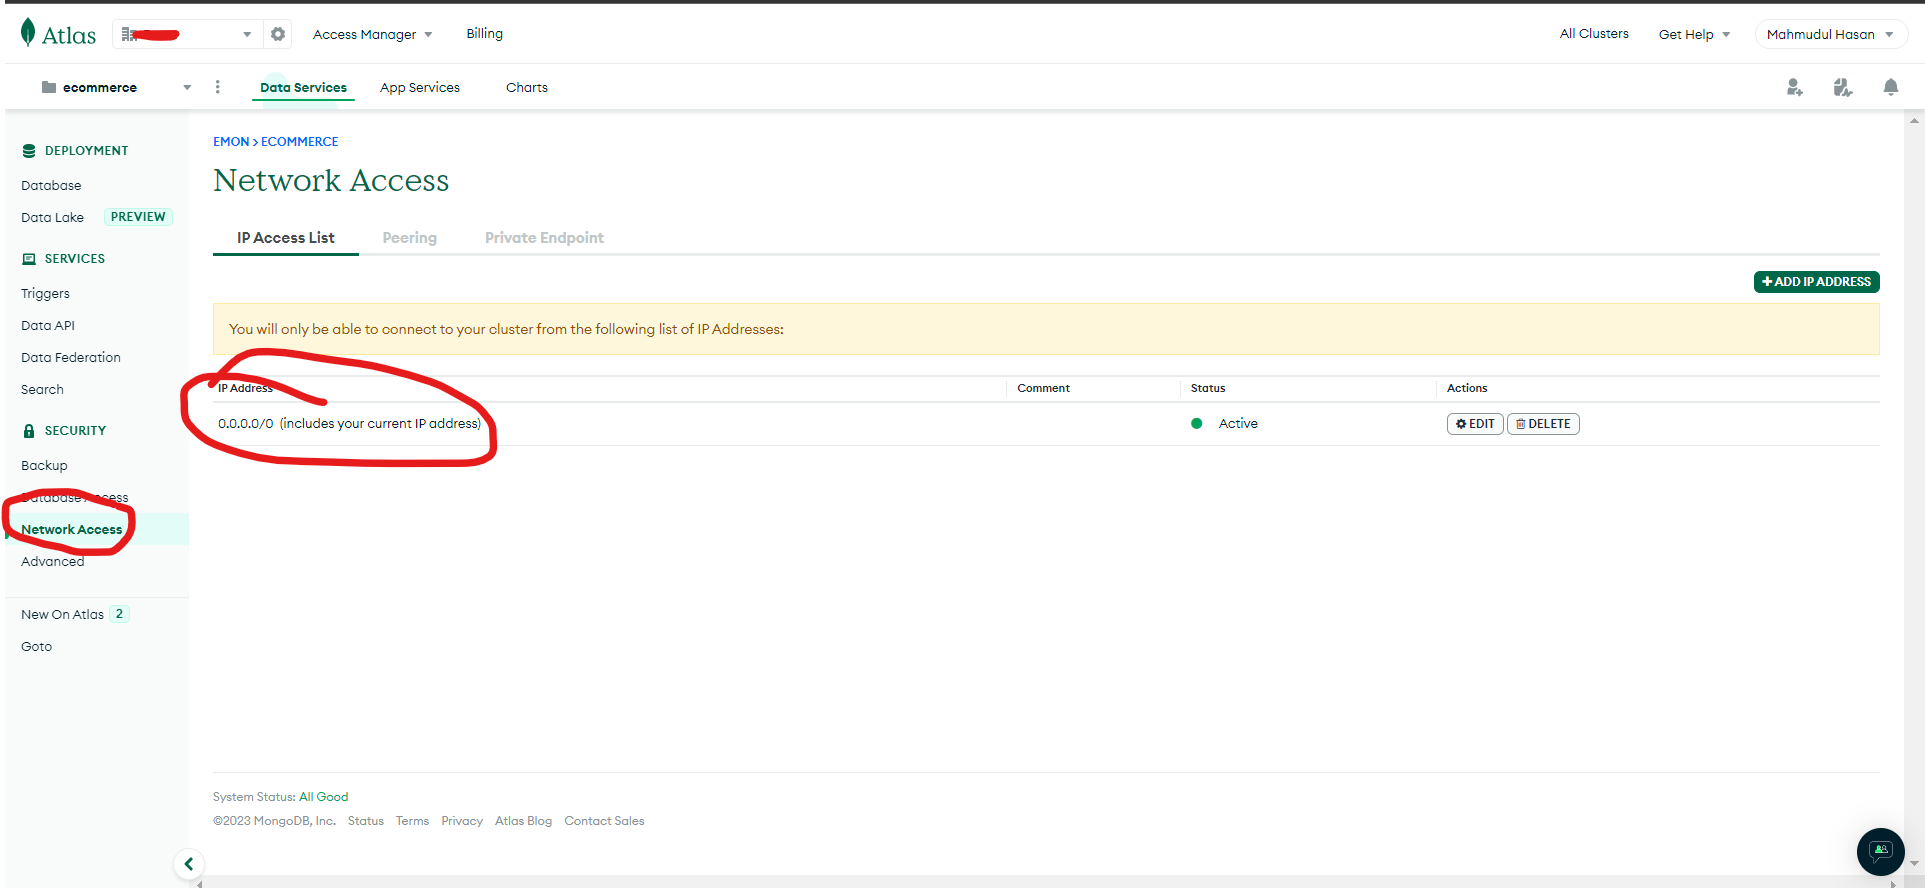 Atlas
Access Manager
Billing
All Clusters
Get Help
Mahmudul Hasan
ecommerce
Data Services
App Services
Charts
DEPLOYMENT
Database
Data Lake PREVIEW
SERVICES
Triggers
Data API
Data Federation
Search
SECURITY
Backup
Database Access
Network Access
Advanced
New On Atlas 2
Goto
EMON > ECOMMERCE
Network Access
IP Access List
Peering
Private Endpoint
+ ADD IP ADDRESS
You will only be able to connect to your cluster from the following list of IP Addresses:
IP Address Comment Status Actions
0.0.0.0/0 (includes your current IP address) Active EDIT DELETE
System Status: All Good
©2023 MongoDB, Inc. Status Terms Privacy Atlas Blog Contact Sales